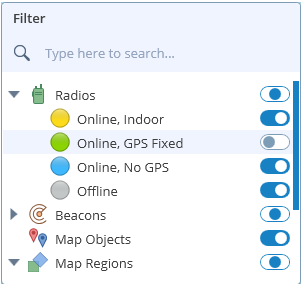 Filter
Type here to search...
Radios
Online, Indoor
Online, GPS Fixed
Online, No GPS
Offline
Beacons
Map Objects
Map Regions